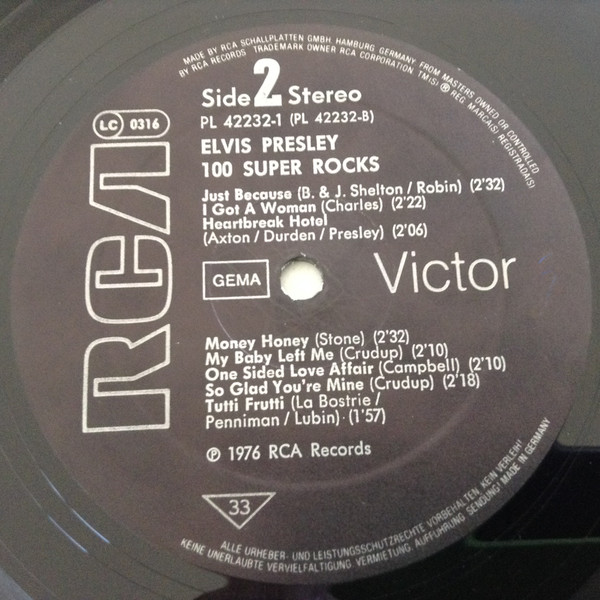 MADE BY RCA SCHALLPLATTEN GMBH. HAMBURG GERMANY FROM MASTERS OWNED OR CONTROLLED
BY RCA RECORDS TRADEMARK OWNER RCA CORPORATION TM(S) ® REG. MARCA(S) REGISTRADA(S)
Side 2 Stereo
PL 42232-1 (PL 42232-B)
LC 0316
ELVIS PRESLEY
100 SUPER ROCKS
Just Because (B. & J. Shelton / Robin) (2'32)
I Got A Woman (Charles) (2'22)
Heartbreak Hotel
(Axton / Durden / Presley) (2'06)
RCA
GEMA
Victor
Money Honey (Stone) (2'32)
My Baby Left Me (Crudup) (2'10)
One Sided Love Affair (Campbell) (2'10)
So Glad You're Mine (Crudup) (2'18)
Tutti Frutti (La Bostrie /
Penniman / Lubin) (1'57)
℗ 1976 RCA Records
33
ALLE URHEBER- UND LEISTUNGSSCHUTZRECHTE VORBEHALTEN. KEIN VERLEIH!
KEINE UNERLAUBTE VERVIELFÄLTIGUNG, VERMIETUNG, AUFFÜHRUNG, SENDUNG! MADE IN GERMANY